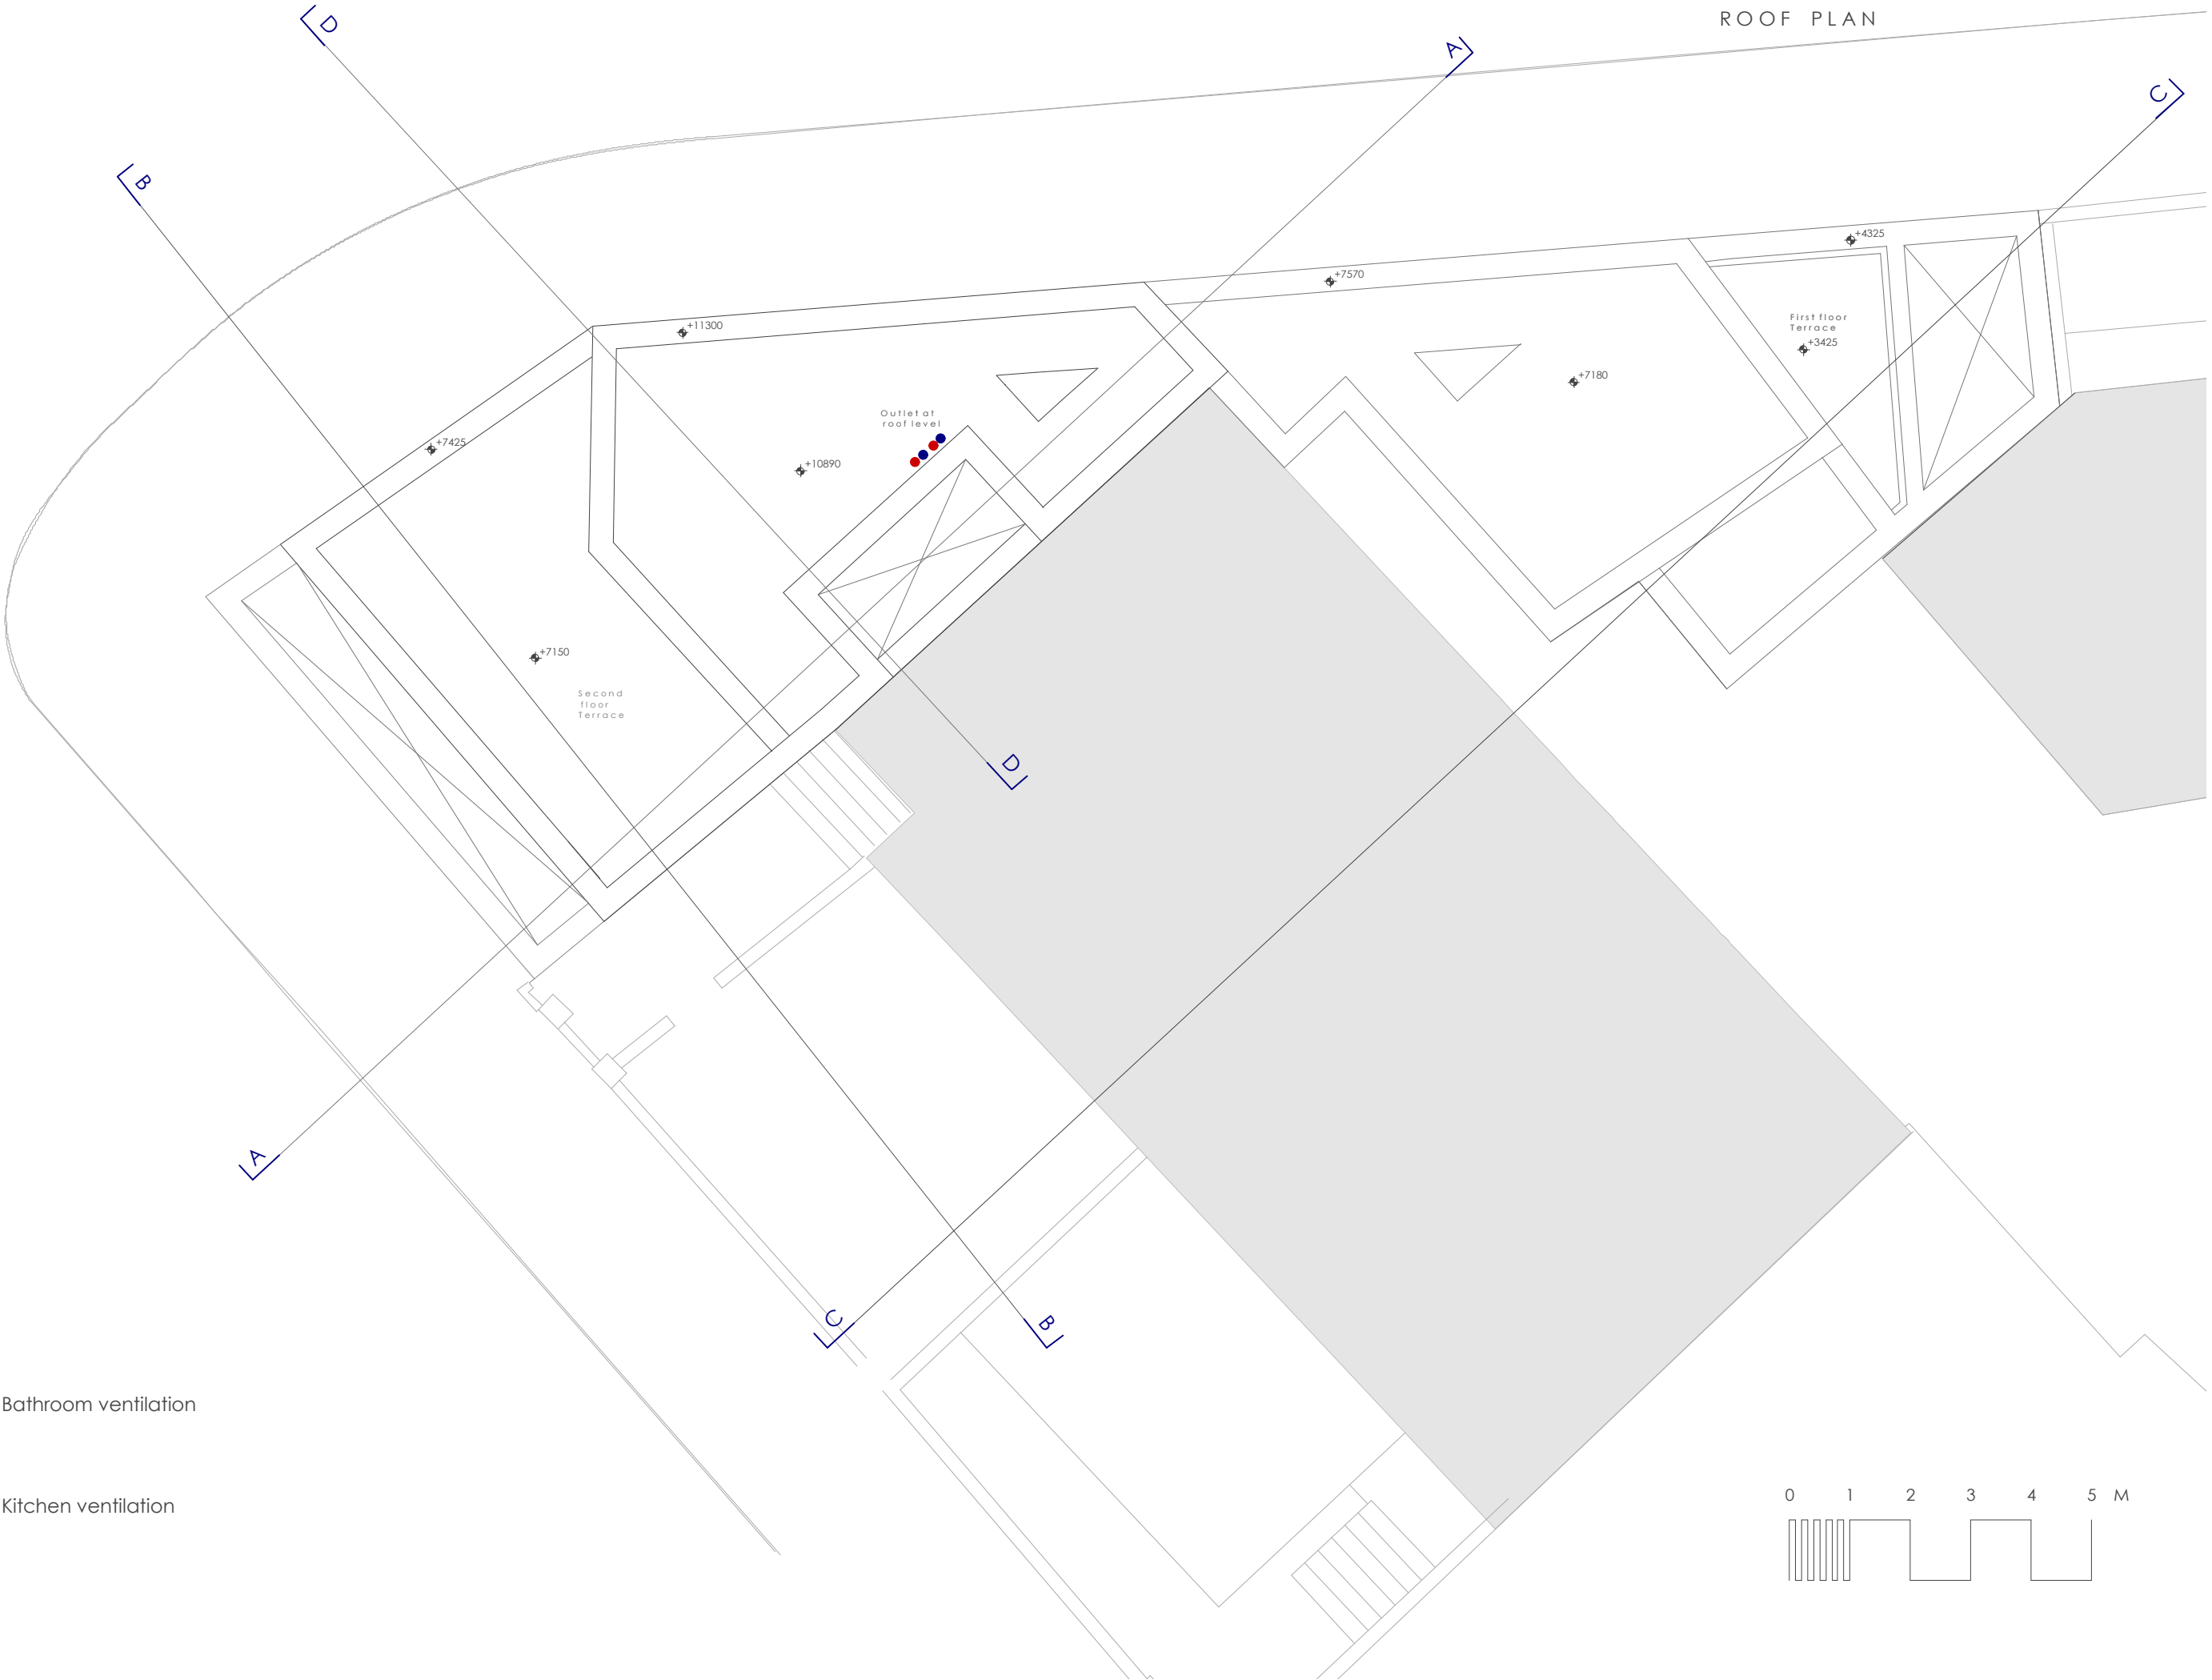 ROOF PLAN
D
A
C
B
+4325
+7570
First floor
Terrace
+3425
+11300
+7180
Outlet at
roof level
+7425
+10890
+7150
Second
floor
Terrace
D
A
C
B
Bathroom ventilation
Kitchen ventilation
0 1 2 3 4 5 M